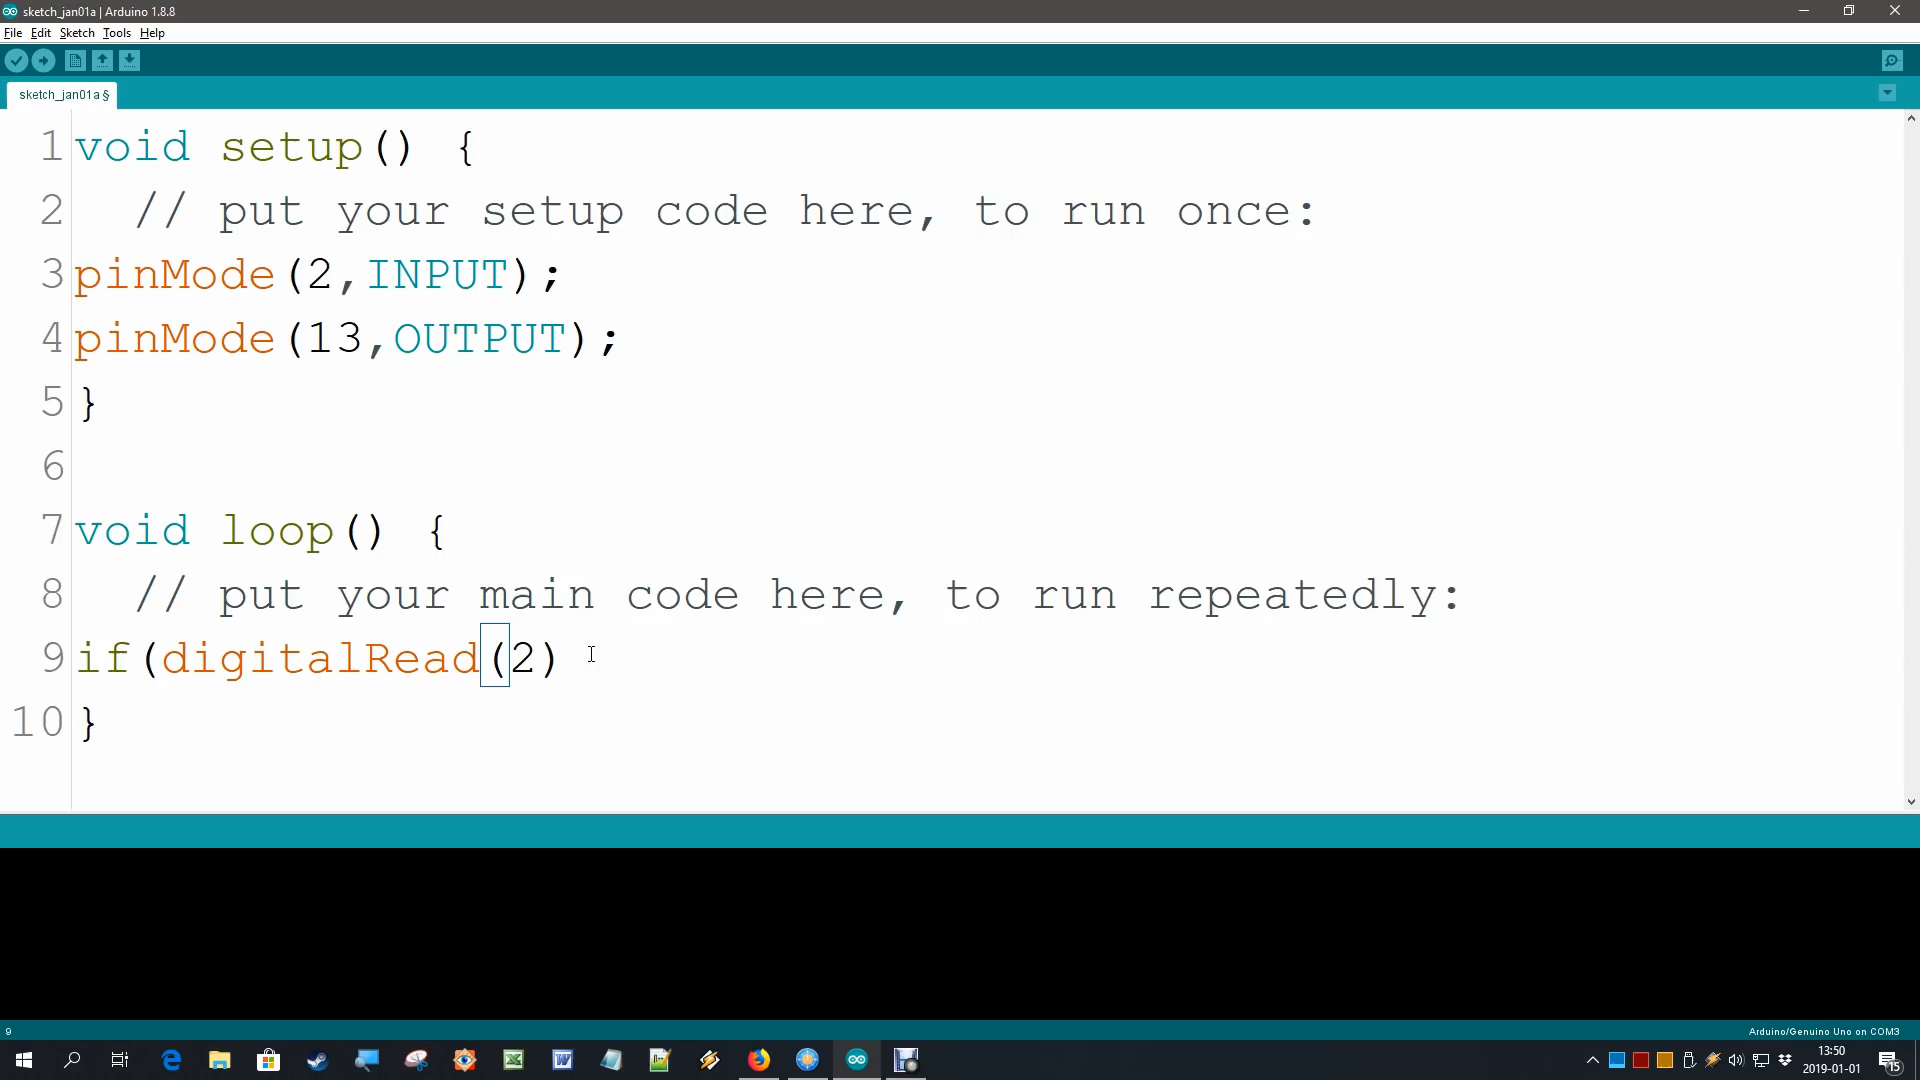 sketch_jan01a | Arduino 1.8.8
File Edit Sketch Tools Help
sketch_jan01a §
1 void setup() {
2 // put your setup code here, to run once:
3 pinMode(2,INPUT);
4 pinMode(13,OUTPUT);
5 }
6
7 void loop() {
8 // put your main code here, to run repeatedly:
9 if(digitalRead(2)
10 }
9
Arduino/Genuino Uno on COM3
13:50
2019-01-01
15